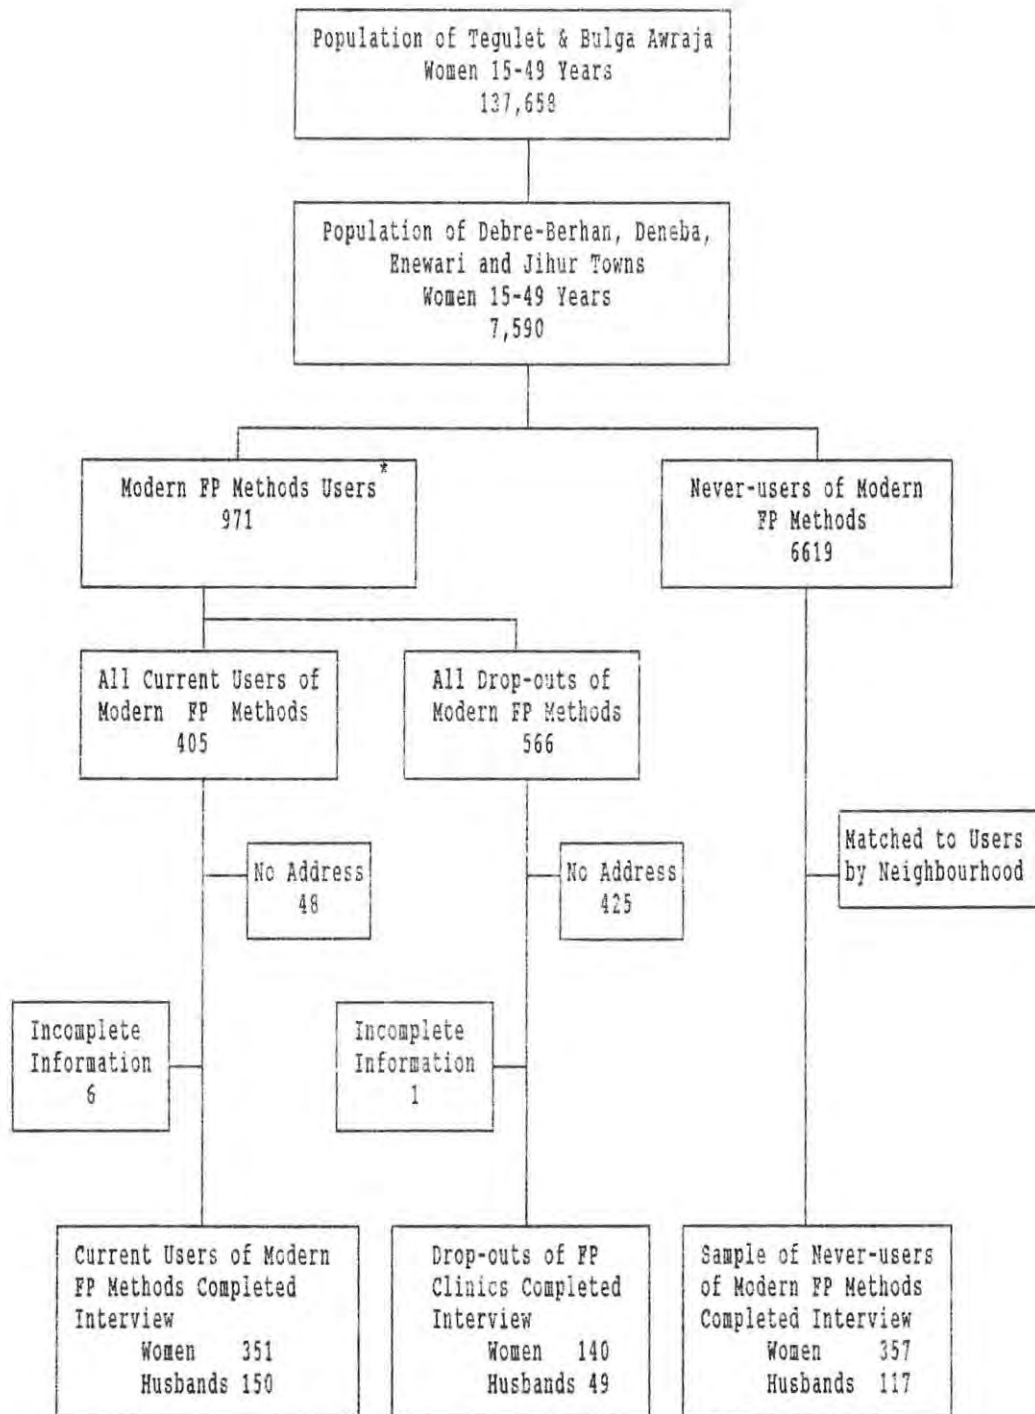 Population of Tegulet & Bulga Awraja
Women 15-49 Years
137,658
Population of Debre-Berhan, Deneba,
Enewari and Jihur Towns
Women 15-49 Years
7,590
Modern FP Methods Users*
971
Never-users of Modern
FP Methods
6619
All Current Users of
Modern FP Methods
405
All Drop-outs of
Modern FP Methods
566
No Address
48
No Address
425
Matched to Users
by Neighbourhood
Incomplete
Information
6
Incomplete
Information
1
Current Users of Modern
FP Methods Completed
Interview
Women 351
Husbands 150
Drop-outs of FP
Clinics Completed
Interview
Women 140
Husbands 49
Sample of Never-users
of Modern FP Methods
Completed Interview
Women 357
Husbands 117